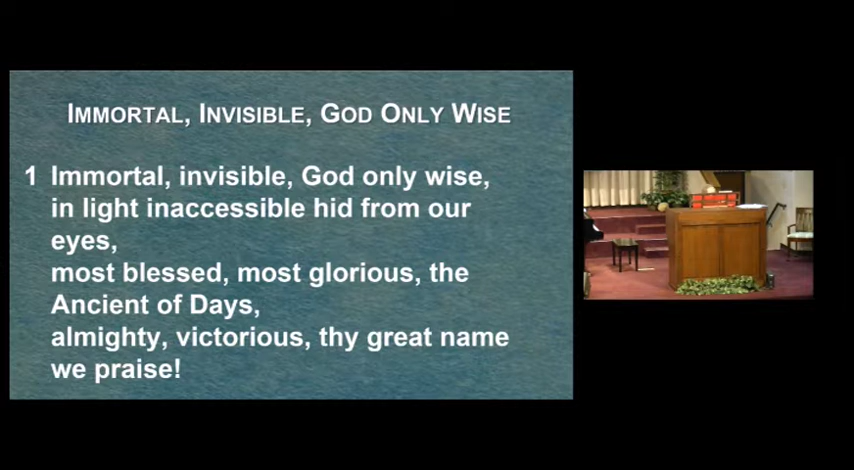 Immortal, Invisible, God Only Wise
1 Immortal, invisible, God only wise,
in light inaccessible hid from our
eyes,
most blessed, most glorious, the
Ancient of Days,
almighty, victorious, thy great name
we praise!